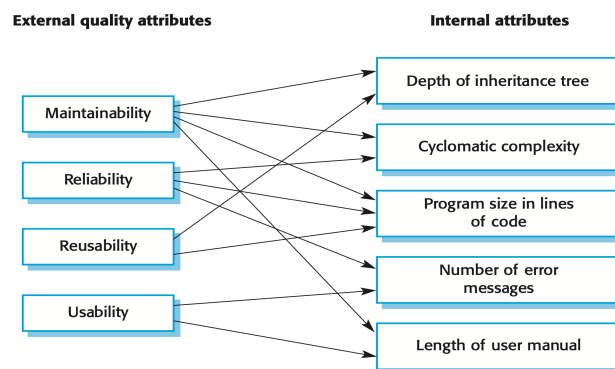 External quality attributes
Internal attributes
Maintainability
Reliability
Reusability
Usability
Depth of inheritance tree
Cyclomatic complexity
Program size in lines
of code
Number of error
messages
Length of user manual